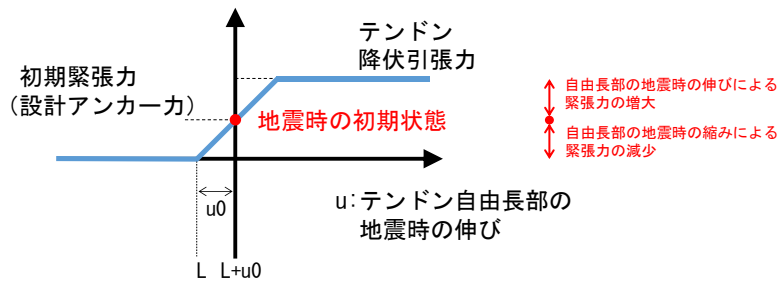 テンドン
降伏引張力
初期緊張力
(設計アンカー力)
地震時の初期状態
自由長部の地震時の伸びによる
緊張力の増大
自由長部の地震時の縮みによる
緊張力の減少
u:テンドン自由長部の
地震時の伸び
u0
L L+u0